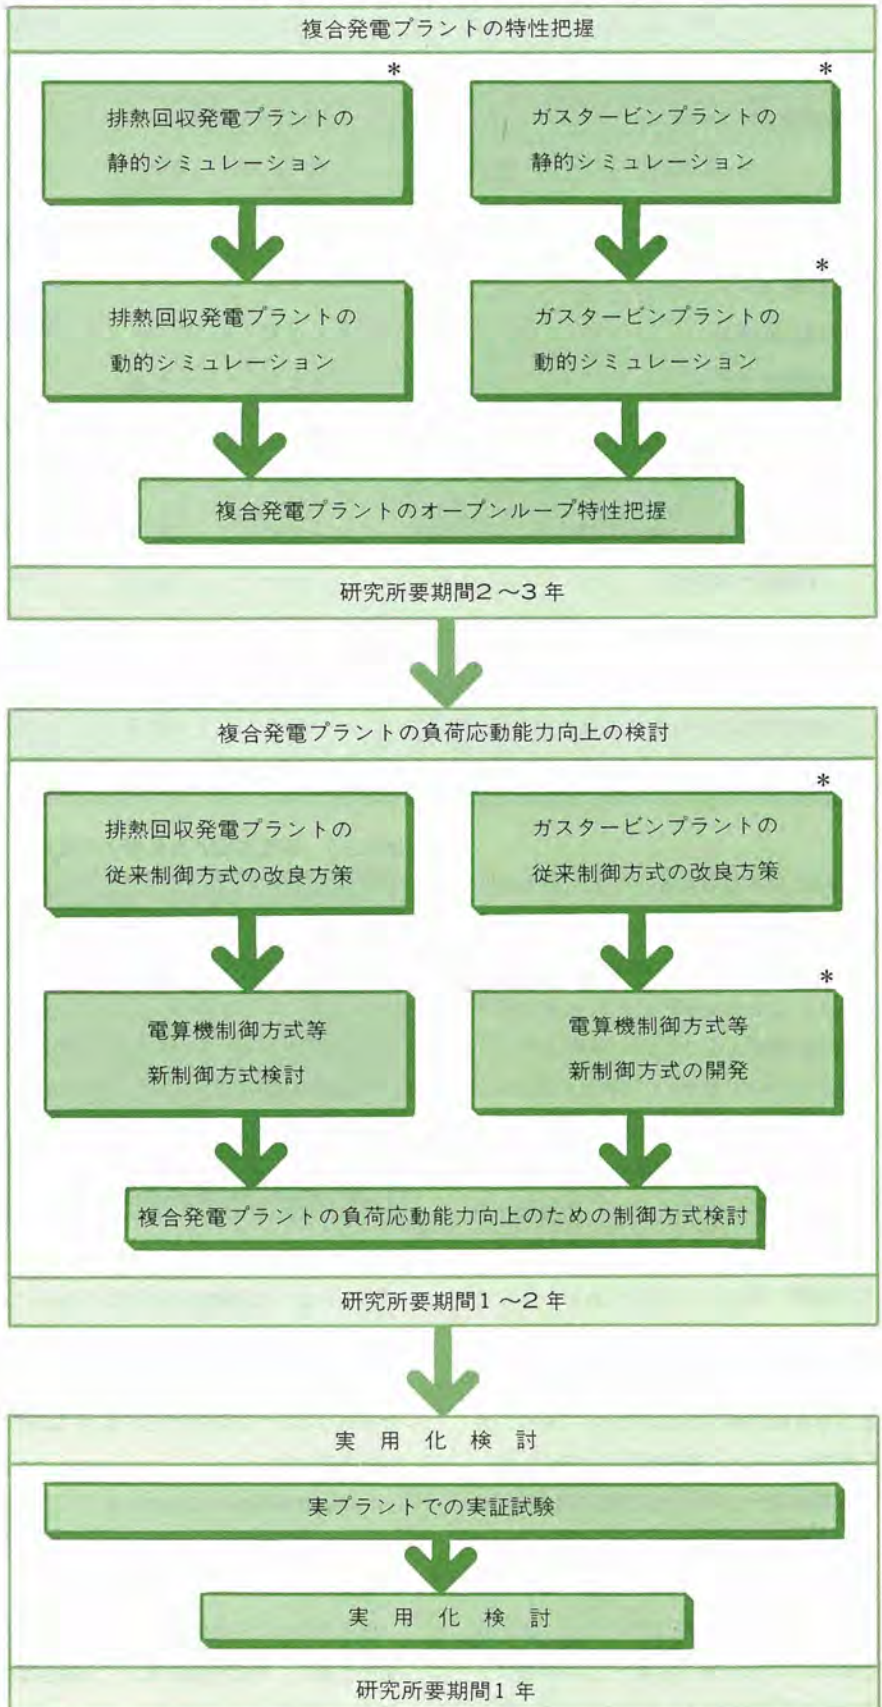 複合発電プラントの特性把握
*
排熱回収発電プラントの
静的シミュレーション
*
ガスタービンプラントの
静的シミュレーション
排熱回収発電プラントの
動的シミュレーション
*
ガスタービンプラントの
動的シミュレーション
複合発電プラントのオープンループ特性把握
研究所要期間2〜3年
複合発電プラントの負荷応動能力向上の検討
排熱回収発電プラントの
従来制御方式の改良方策
*
ガスタービンプラントの
従来制御方式の改良方策
電算機制御方式等
新制御方式検討
*
電算機制御方式等
新制御方式の開発
複合発電プラントの負荷応動能力向上のための制御方式検討
研究所要期間1〜2年
実用化検討
実プラントでの実証試験
実用化検討
研究所要期間1年